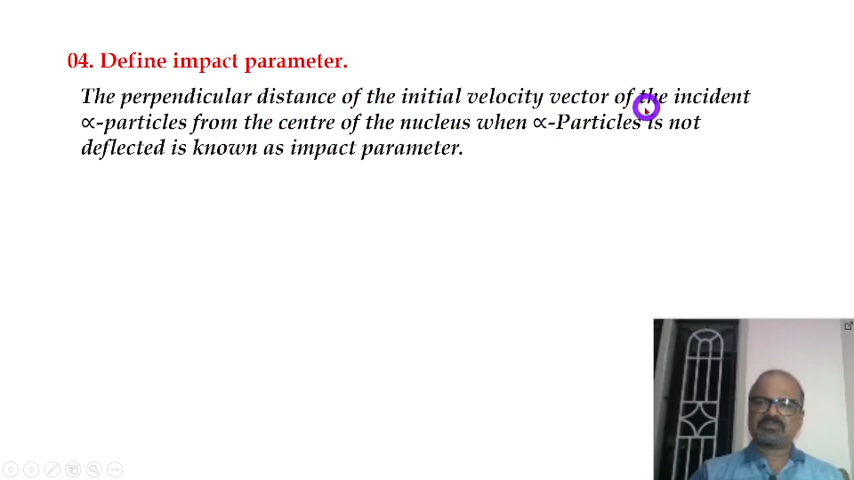 04. Define impact parameter.
The perpendicular distance of the initial velocity vector of the incident
∝-particles from the centre of the nucleus when ∝-Particles is not
deflected is known as impact parameter.